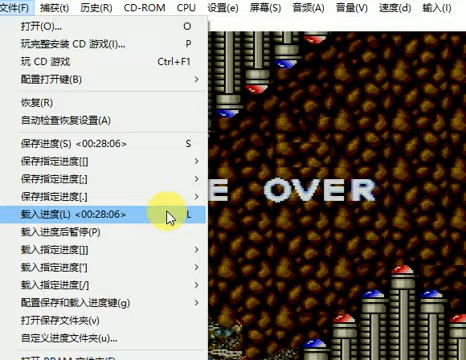 文件(F) 捕获(t) 历史(R) CD-ROM CPU 设置(e) 屏幕(S) 音频(A) 音量(V) 速度(d) 输入(I)
打开(O)... O
玩完整安装 CD 游戏(I)... P
玩 CD 游戏 Ctrl+F1
配置打开键(B)
恢复(R)
自动检查恢复设置(A)
保存进度(S) <00:28:06> S
保存指定进度[[]
保存指定进度[;]
保存指定进度[.]
载入进度(L) <00:28:06> L
载入进度后暂停(P)
载入指定进度[]]
载入指定进度[']
载入指定进度[/]
配置保存和载入进度键(g)
打开保存文件夹(v)
自定义进度文件夹(u)...
打开 BRAM 文件夹(F)
E OVER